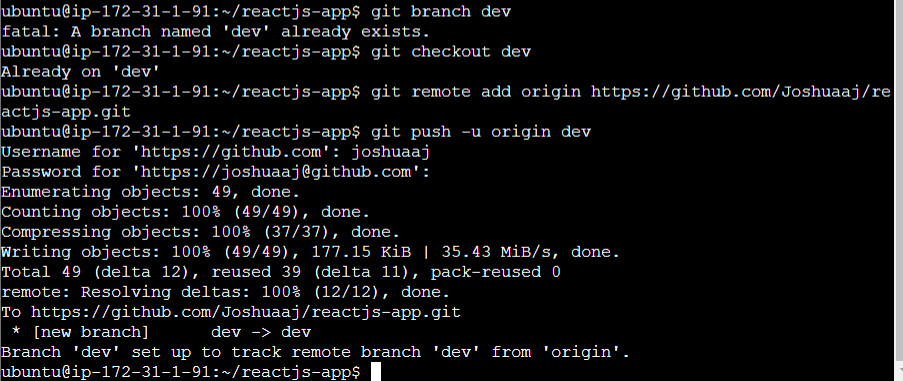 ubuntu@ip-172-31-1-91:~/reactjs-app$ git branch dev
fatal: A branch named 'dev' already exists.
ubuntu@ip-172-31-1-91:~/reactjs-app$ git checkout dev
Already on 'dev'
ubuntu@ip-172-31-1-91:~/reactjs-app$ git remote add origin https://github.com/Joshuaaj/re
actjs-app.git
ubuntu@ip-172-31-1-91:~/reactjs-app$ git push -u origin dev
Username for 'https://github.com': joshuaaj
Password for 'https://joshuaaj@github.com':
Enumerating objects: 49, done.
Counting objects: 100% (49/49), done.
Compressing objects: 100% (37/37), done.
Writing objects: 100% (49/49), 177.15 KiB | 35.43 MiB/s, done.
Total 49 (delta 12), reused 39 (delta 11), pack-reused 0
remote: Resolving deltas: 100% (12/12), done.
To https://github.com/Joshuaaj/reactjs-app.git
 * [new branch]      dev -> dev
Branch 'dev' set up to track remote branch 'dev' from 'origin'.
ubuntu@ip-172-31-1-91:~/reactjs-app$